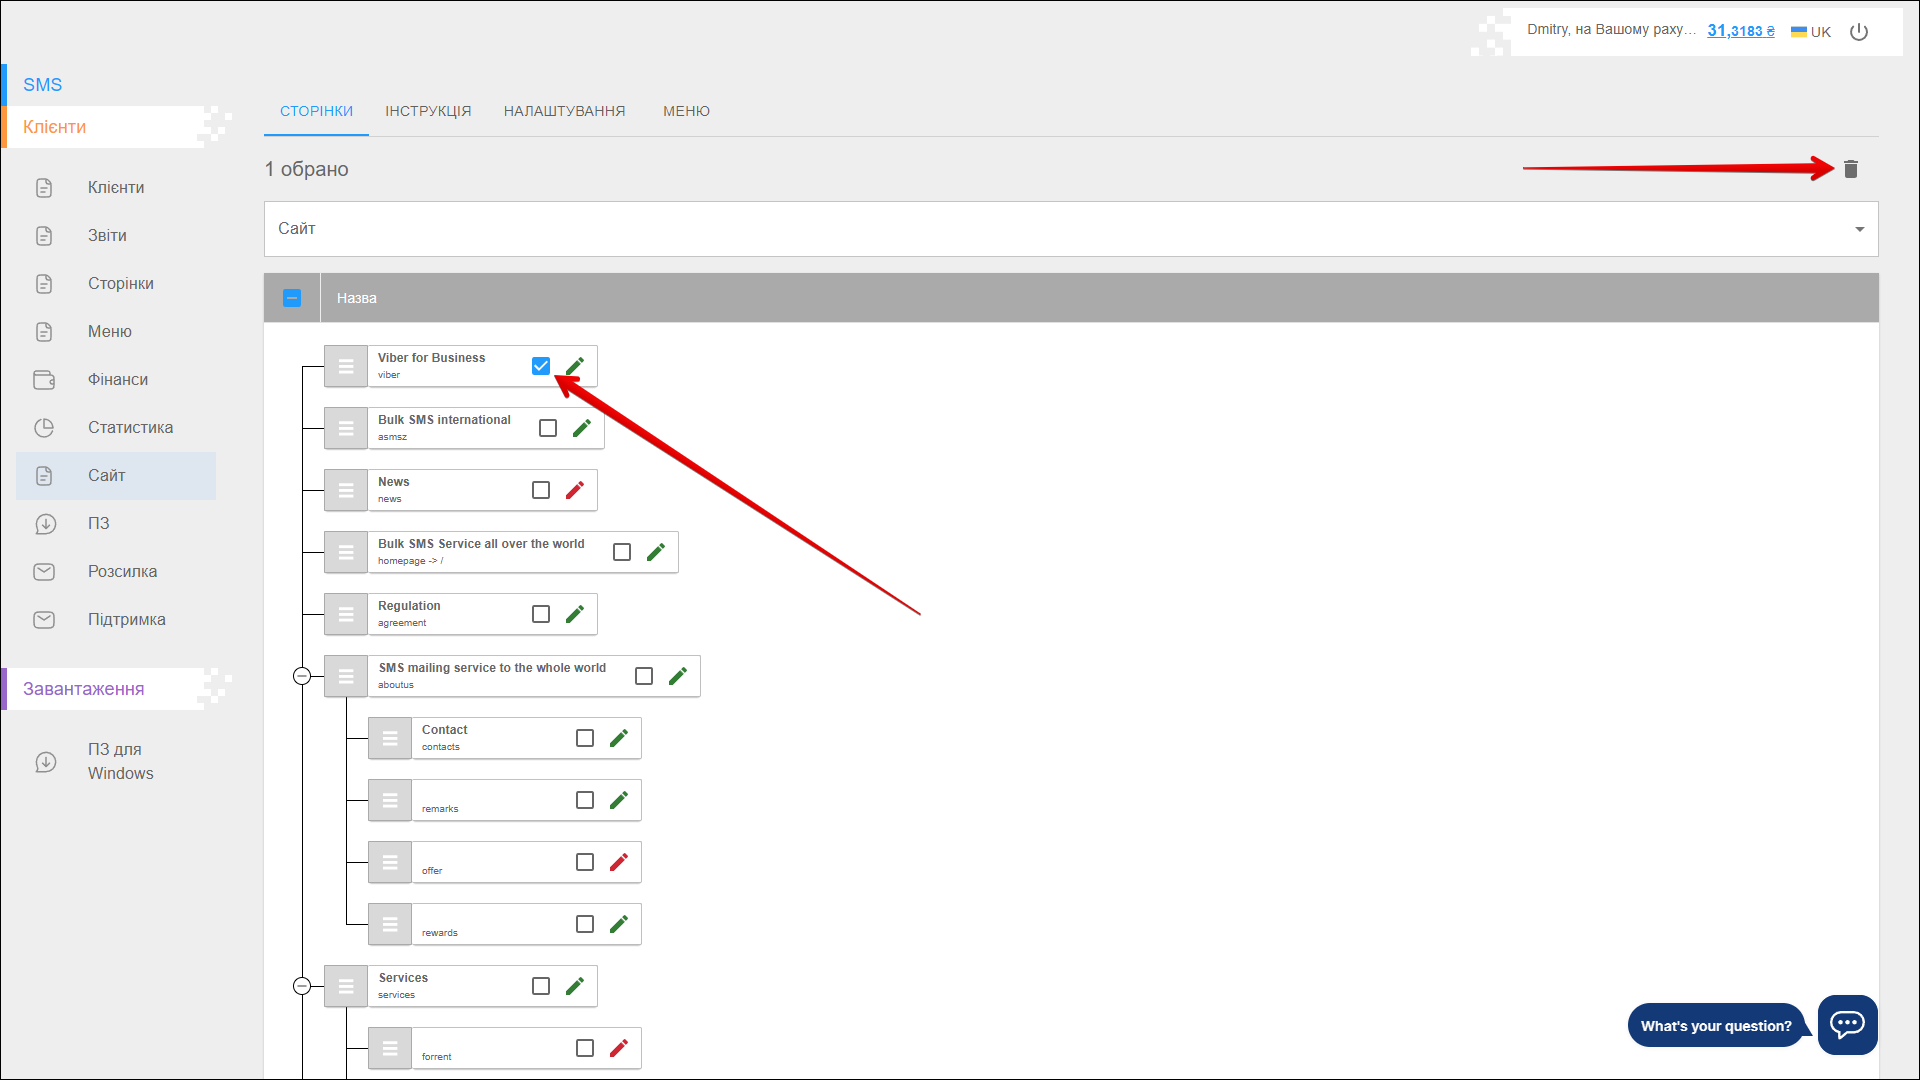 Dmitry, на Вашому раху... 31,3183 ₴ UK
SMS
Клієнти
Клієнти
Звіти
Сторінки
Меню
Фінанси
Статистика
Сайт
ПЗ
Розсилка
Підтримка
Завантаження
ПЗ для
Windows
СТОРІНКИ ІНСТРУКЦІЯ НАЛАШТУВАННЯ МЕНЮ
1 обрано
Сайт
Назва
Viber for Business
viber
Bulk SMS international
asmsz
News
news
Bulk SMS Service all over the world
homepage -> /
Regulation
agreement
SMS mailing service to the whole world
aboutus
Contact
contacts
remarks
offer
rewards
Services
services
forrent
What's your question?